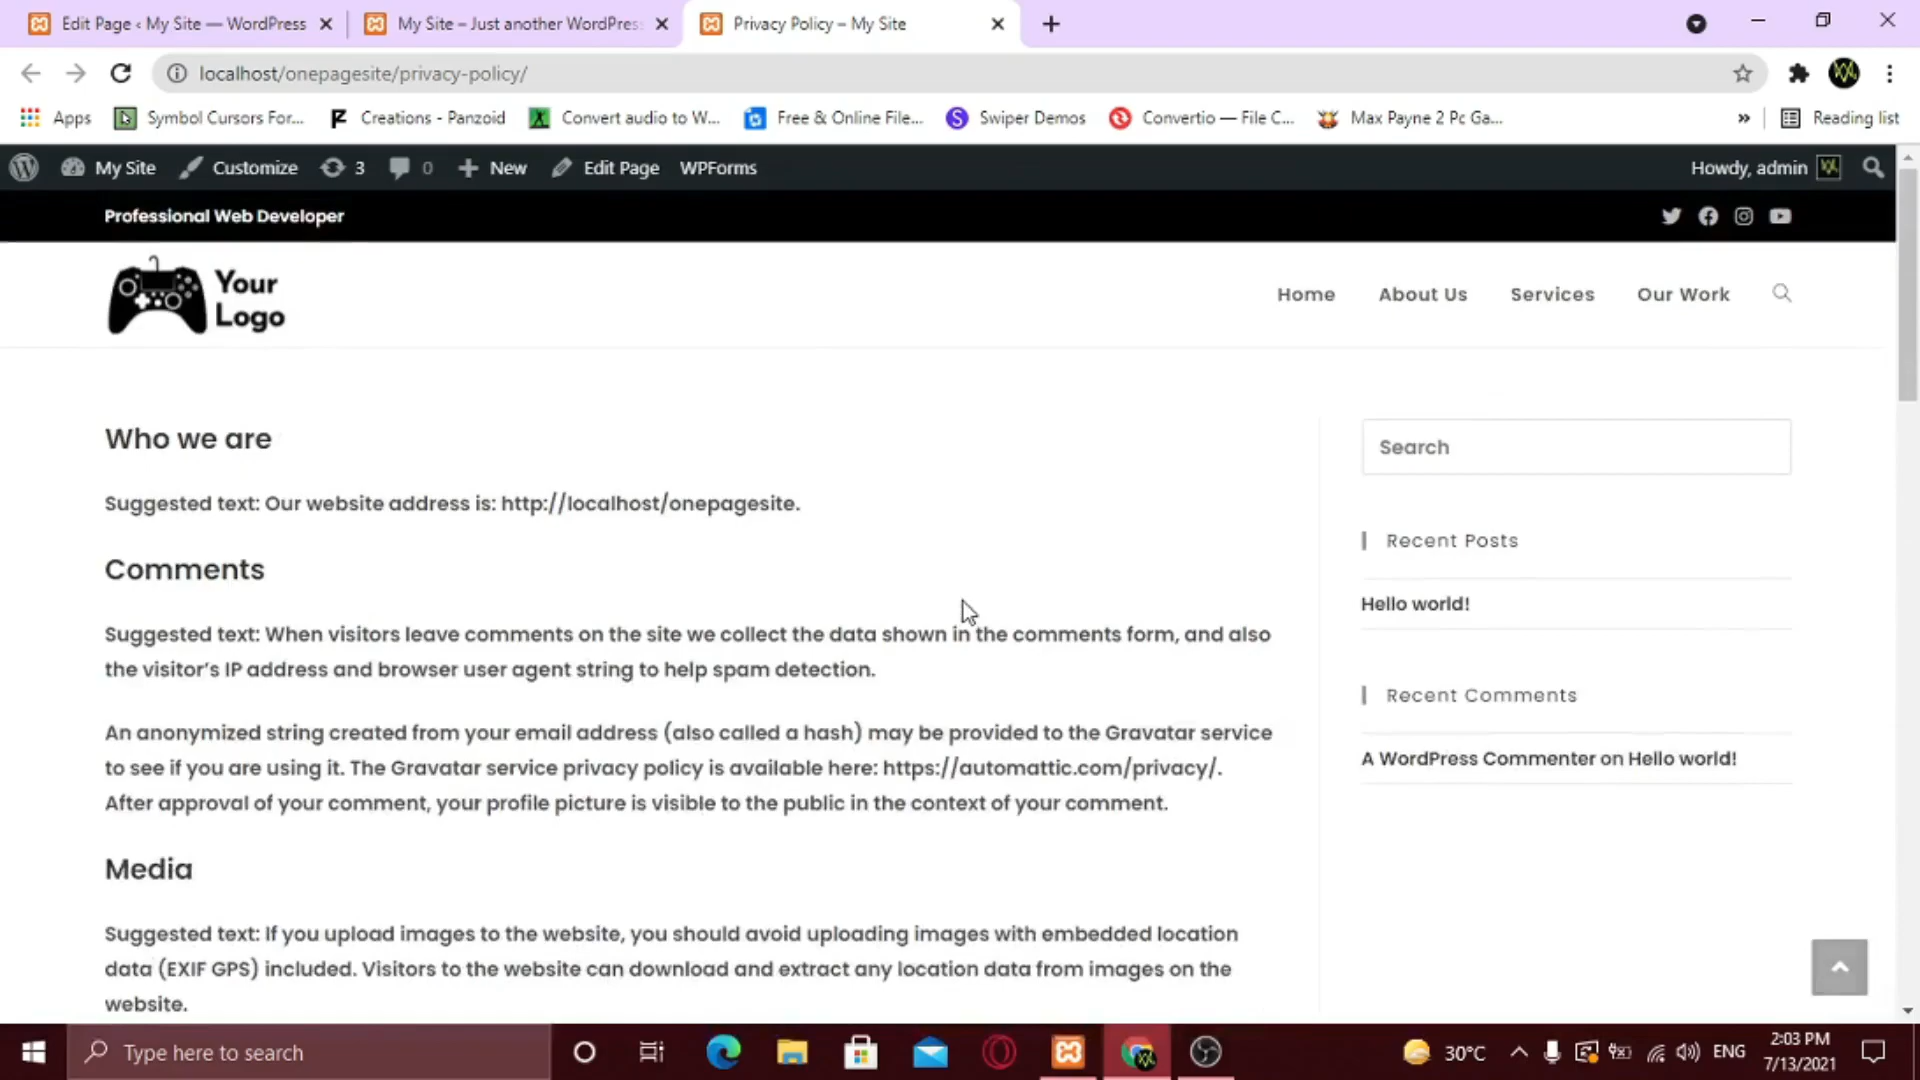 Edit Page ‹ My Site — WordPress
My Site – Just another WordPres
Privacy Policy – My Site
localhost/onepagesite/privacy-policy/
Apps
Symbol Cursors For...
Creations - Panzoid
Convert audio to W...
Free & Online File...
Swiper Demos
Convertio — File C...
Max Payne 2 Pc Ga...
»
Reading list
My Site
Customize
3
0
New
Edit Page
WPForms
Howdy, admin
Professional Web Developer
Your
Logo
Home
About Us
Services
Our Work
Who we are
Suggested text: Our website address is: http://localhost/onepagesite.
Comments
Suggested text: When visitors leave comments on the site we collect the data shown in the comments form, and also
the visitor’s IP address and browser user agent string to help spam detection.
An anonymized string created from your email address (also called a hash) may be provided to the Gravatar service
to see if you are using it. The Gravatar service privacy policy is available here: https://automattic.com/privacy/.
After approval of your comment, your profile picture is visible to the public in the context of your comment.
Media
Suggested text: If you upload images to the website, you should avoid uploading images with embedded location
data (EXIF GPS) included. Visitors to the website can download and extract any location data from images on the
website.
Search
Recent Posts
Hello world!
Recent Comments
A WordPress Commenter on Hello world!
Type here to search
30°C
ENG
2:03 PM
7/13/2021